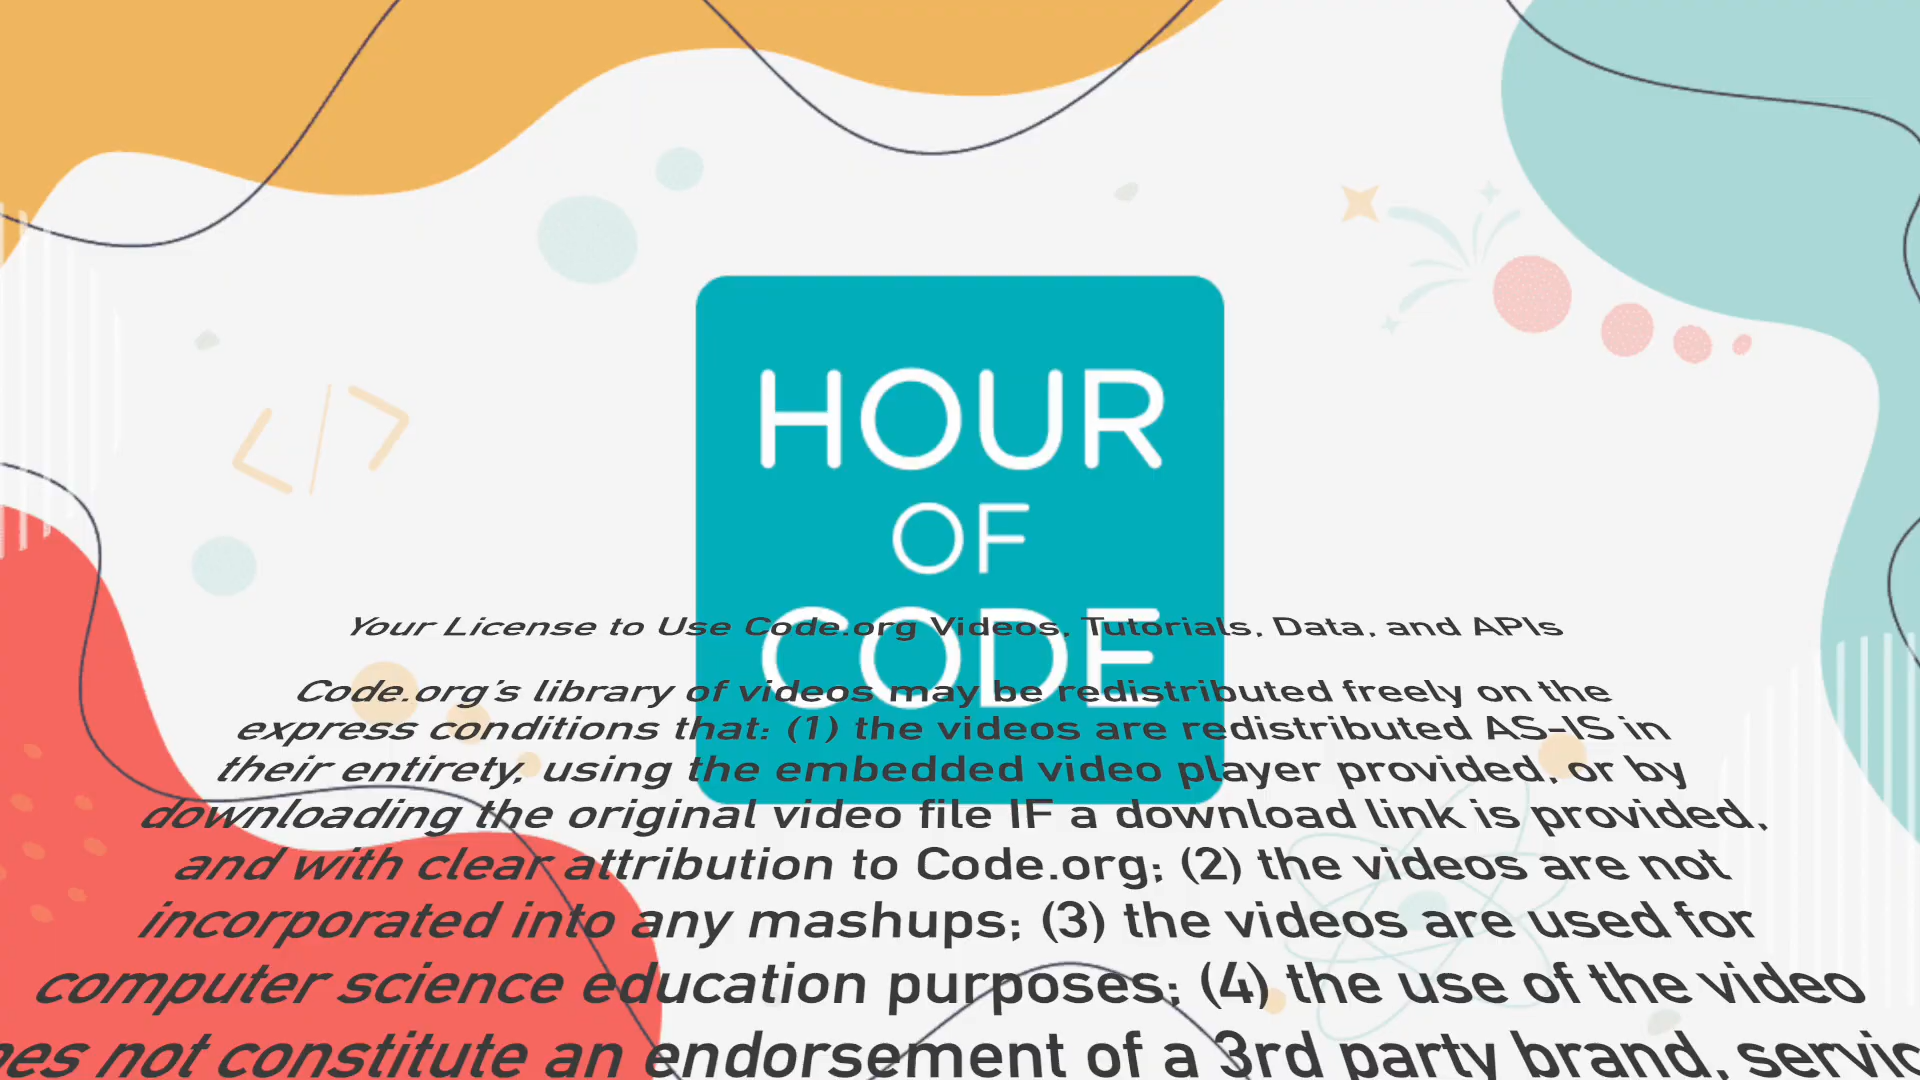 HOUR
OF
CODE
Your License to Use Code.org Videos, Tutorials, Data, and APIs
Code.org’s library of videos may be redistributed freely on the
express conditions that: (1) the videos are redistributed AS-IS in
their entirety, using the embedded video player provided, or by
downloading the original video file IF a download link is provided,
and with clear attribution to Code.org; (2) the videos are not
incorporated into any mashups; (3) the videos are used for
computer science education purposes; (4) the use of the video
not constitute an endorsement of a 3rd party brand,